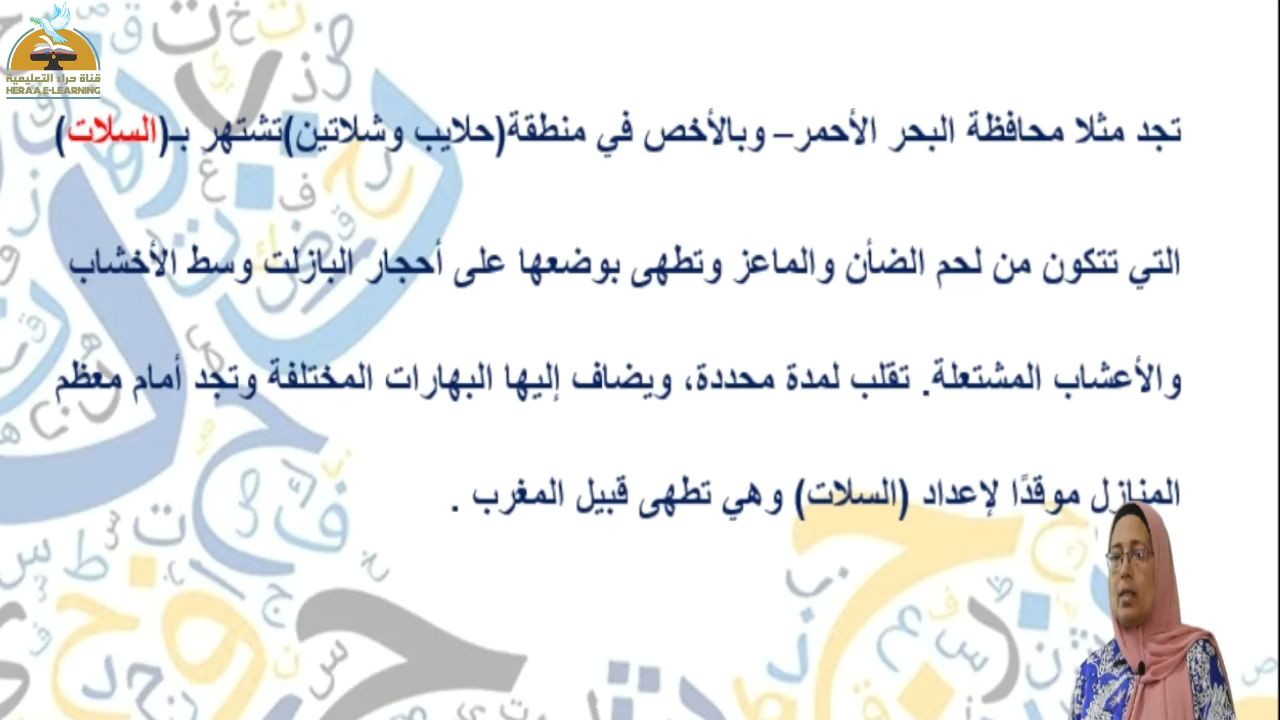 قناة حراء التعليمية
HERAA E-LEARNING
تجد مثلا محافظة البحر الأحمر– وبالأخص في منطقة(حلايب وشلاتين)تشتهر بـ(السلات)
التي تتكون من لحم الضأن والماعز وتطهى بوضعها على أحجار البازلت وسط الأخشاب
والأعشاب المشتعلة. تقلب لمدة محددة، ويضاف إليها البهارات المختلفة وتجد أمام معظم
المنازل موقدًا لإعداد (السلات) وهي تطهى قبيل المغرب .